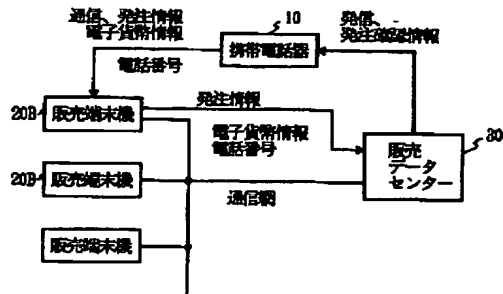 通信、発注情報
電子貨幣情報
電話番号
10
携帯電話器
発信、
発注確認情報
20B
販売端末機
発注情報
電子貨幣情報
電話番号
30
販売
データ
センター
20B
販売端末機
通信網
販売端末機